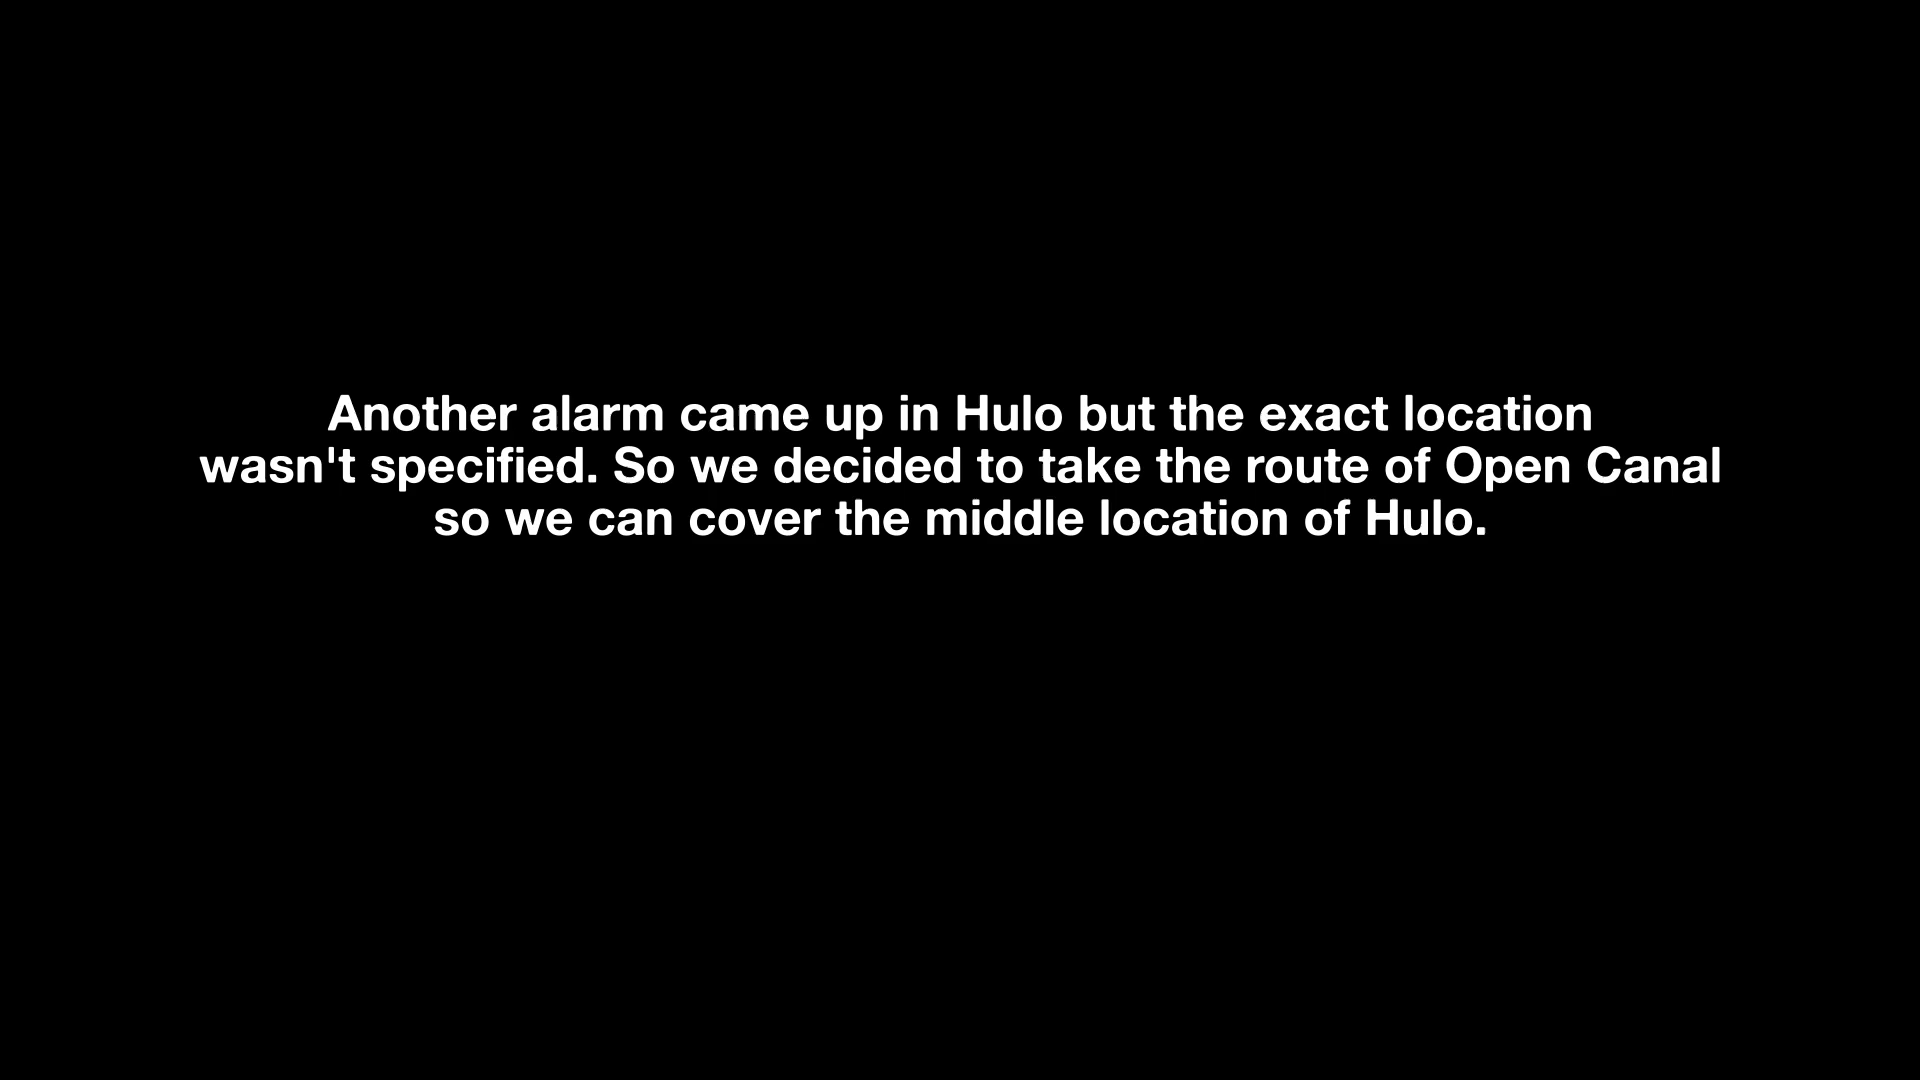 Another alarm came up in Hulo but the exact location
wasn't specified. So we decided to take the route of Open Canal
so we can cover the middle location of Hulo.